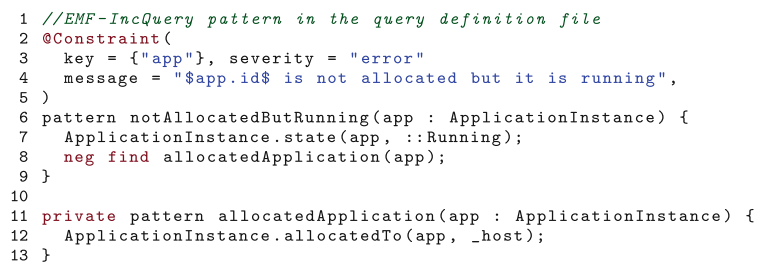 1 //EMF-IncQuery pattern in the query definition file
2 @Constraint(
3   key = {"app"}, severity = "error"
4   message = "$app.id$ is not allocated but it is running",
5 )
6 pattern notAllocatedButRunning(app : ApplicationInstance) {
7   ApplicationInstance.state(app, ::Running);
8   neg find allocatedApplication(app);
9 }
10
11 private pattern allocatedApplication(app : ApplicationInstance) {
12   ApplicationInstance.allocatedTo(app, _host);
13 }